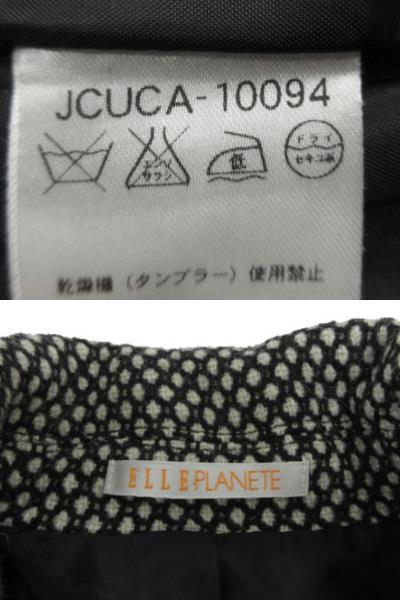 JCUCA-10094
エンソ
サラシ
低
ドライ
セキユ系
乾燥機（タンブラー）使用禁止
ELLE PLANETE